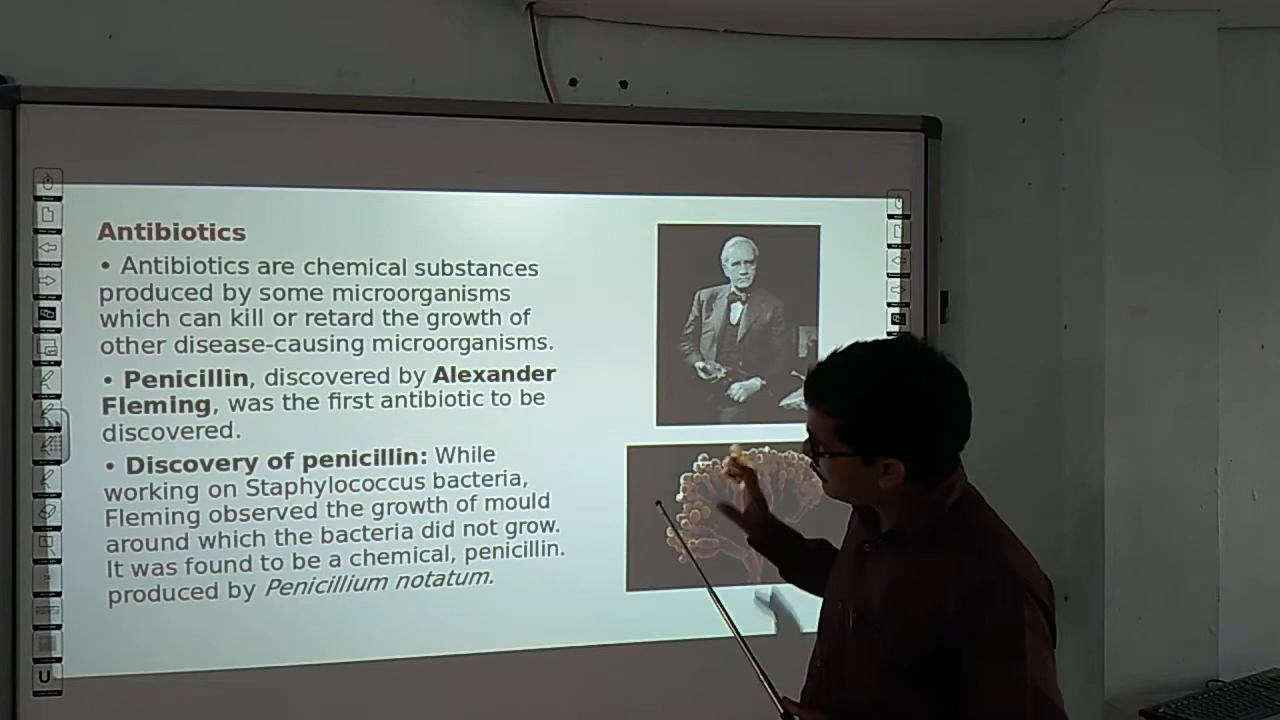 Antibiotics
• Antibiotics are chemical substances
produced by some microorganisms
which can kill or retard the growth of
other disease-causing microorganisms.
• Penicillin, discovered by Alexander
Fleming, was the first antibiotic to be
discovered.
• Discovery of penicillin: While
working on Staphylococcus bacteria,
Fleming observed the growth of mould
around which the bacteria did not grow.
It was found to be a chemical, penicillin.
produced by Penicillium notatum.